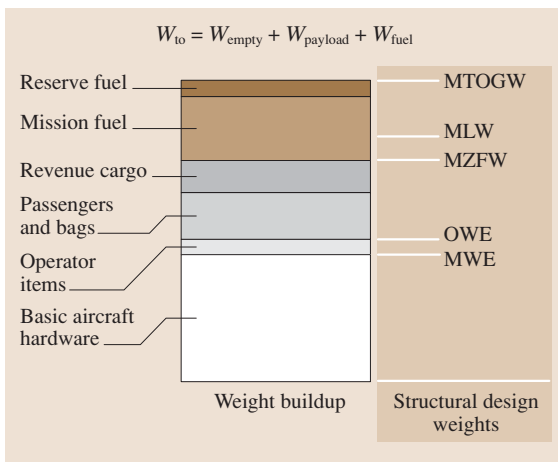 W_to = W_empty + W_payload + W_fuel
Reserve fuel
Mission fuel
Revenue cargo
Passengers
and bags
Operator
items
Basic aircraft
hardware
MTOGW
MLW
MZFW
OWE
MWE
Weight buildup
Structural design
weights